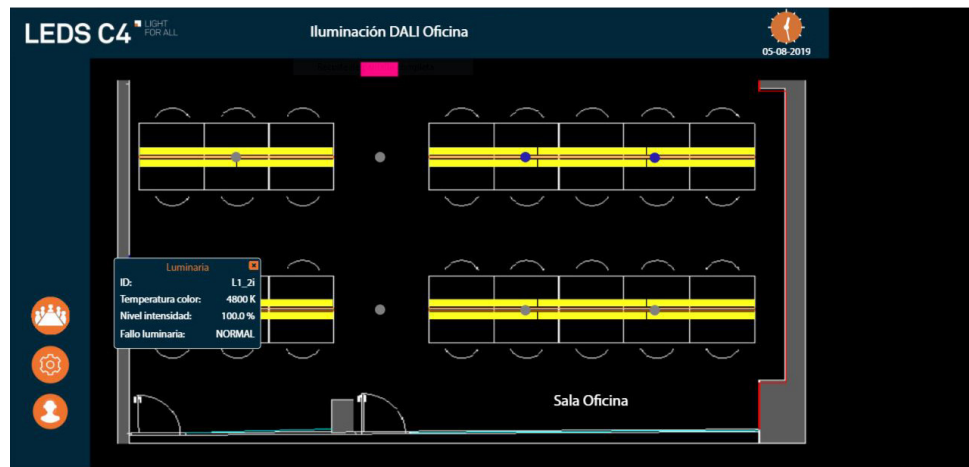 LEDS C4 LIGHT
FOR ALL
Iluminación DALI Oficina
05-08-2019
Luminaria
ID: L1_2i
Temperatura color: 4800 K
Nivel intensidad: 100.0 %
Fallo luminaria: NORMAL
Sala Oficina